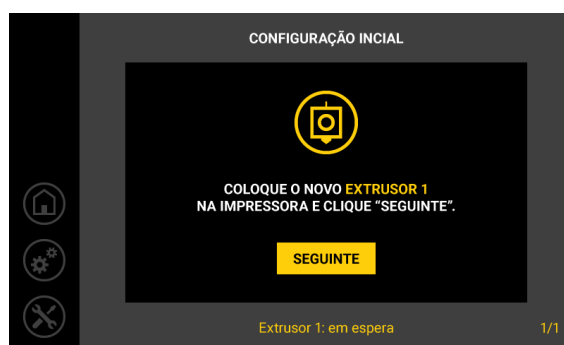 CONFIGURAÇÃO INCIAL
COLOQUE O NOVO EXTRUSOR 1
NA IMPRESSORA E CLIQUE “SEGUINTE”.
SEGUINTE
Extrusor 1: em espera
1/1